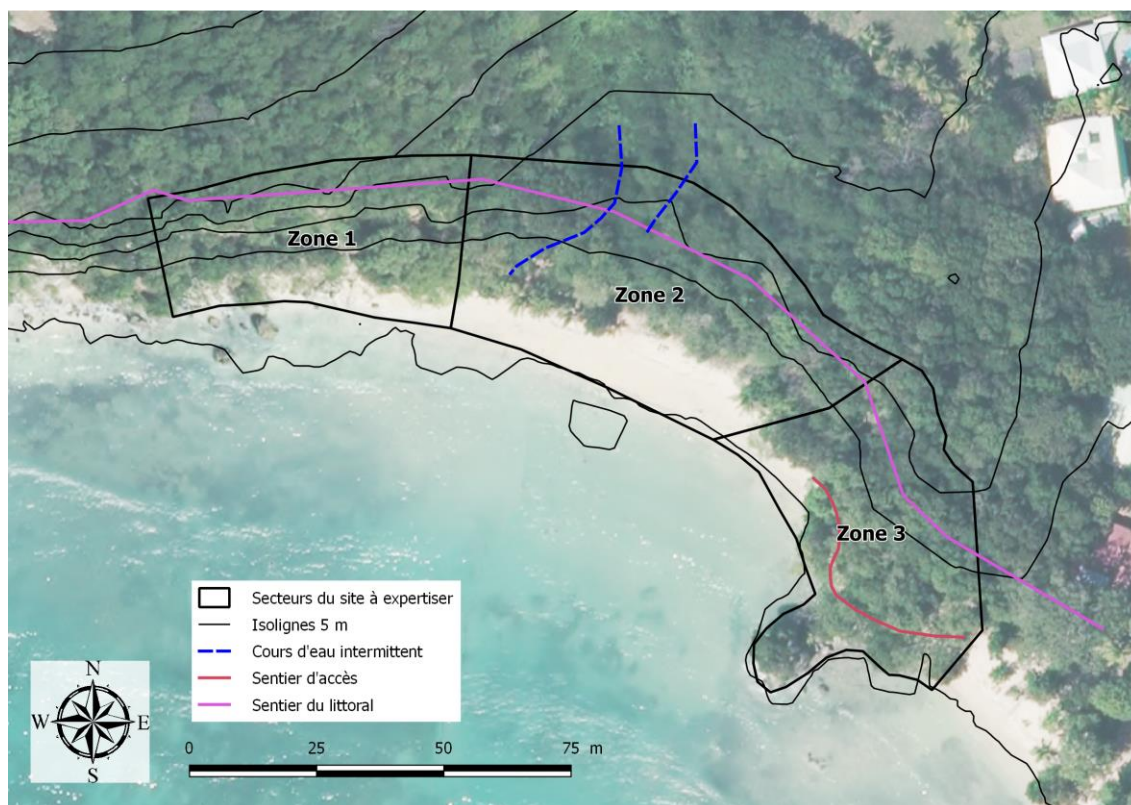 Zone 1
Zone 2
Zone 3
Secteurs du site à expertiser
Isolignes 5 m
Cours d'eau intermittent
Sentier d'accès
Sentier du littoral
N
W E
S
0 25 50 75 m